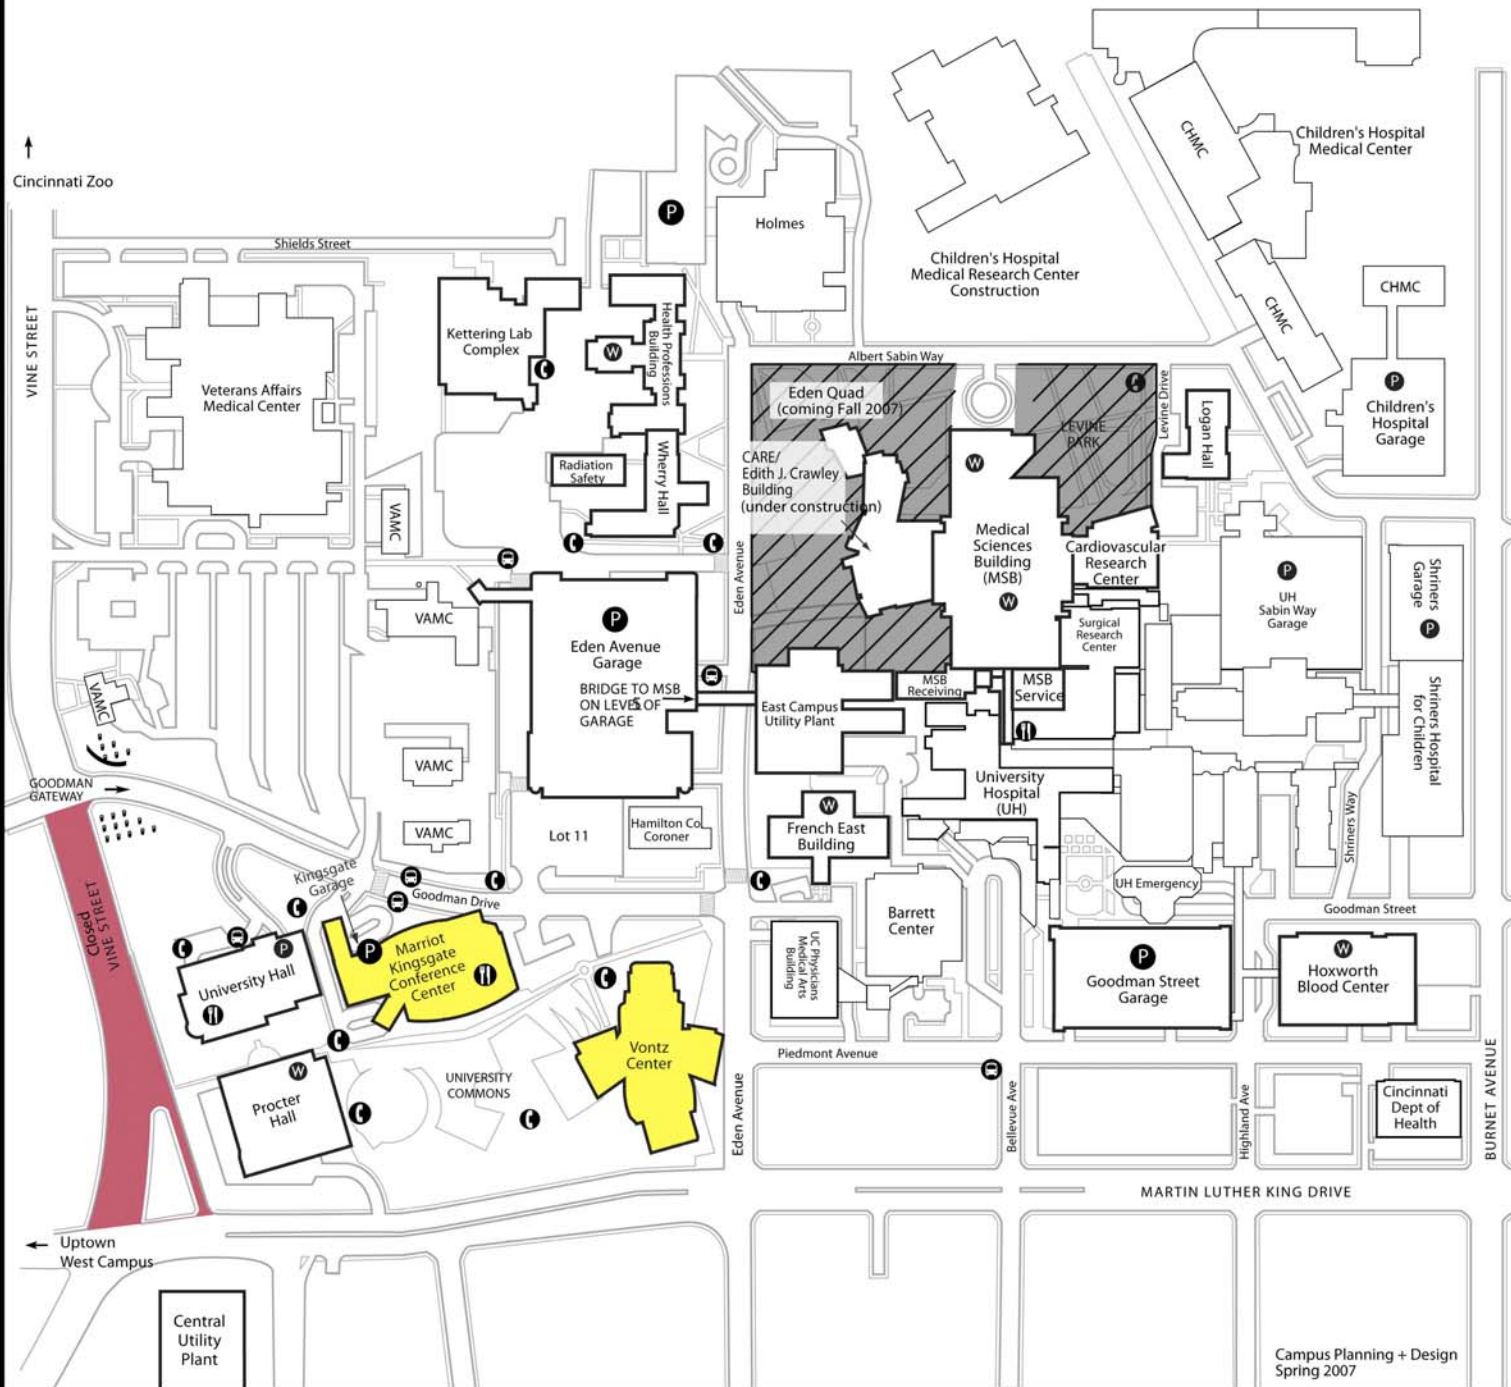 CHMC
Children's Hospital
Medical Center
Cincinnati Zoo
P
Holmes
Shields Street
Children's Hospital
Medical Research Center
Construction
CHMC
CHMC
VINE STREET
Kettering Lab
Complex
Health Professions
Building
W
Veterans Affairs
Medical Center
Albert Sabin Way
Eden Quad
(coming Fall 2007)
LEVINE
PARK
Levine Drive
Logan Hall
P
Children's
Hospital
Garage
Radiation
Safety
Wherry Hall
CARE/
Edith J. Crawley
Building
(under construction)
W
Medical
Sciences
Building
(MSB)
W
Cardiovascular
Research
Center
VAMC
Eden Avenue
P
UH
Sabin Way
Garage
Shriners
Garage
P
VAMC
P
Eden Avenue
Garage
BRIDGE TO MSB
ON LEVEL OF
5
GARAGE
Surgical
Research
Center
MSB
Receiving
MSB
Service
East Campus
Utility Plant
Shriners Hospital
for Children
VAMC
VAMC
GOODMAN
GATEWAY
University
Hospital
(UH)
VAMC
Lot 11
Hamilton Co
Coroner
W
French East
Building
Shriners Way
Kingsgate
Garage
Goodman Drive
UH Emergency
Goodman Street
Closed
VINE STREET
P
University Hall
P
Marriot
Kingsgate
Conference
Center
Barrett
Center
UC Physicians
Medical Arts
Building
P
Goodman Street
Garage
W
Hoxworth
Blood Center
Vontz
Center
Piedmont Avenue
W
Procter
Hall
UNIVERSITY
COMMONS
Eden Avenue
Bellevue Ave
Highland Ave
Cincinnati
Dept of
Health
BURNET AVENUE
MARTIN LUTHER KING DRIVE
Uptown
West Campus
Central
Utility
Plant
Campus Planning + Design
Spring 2007